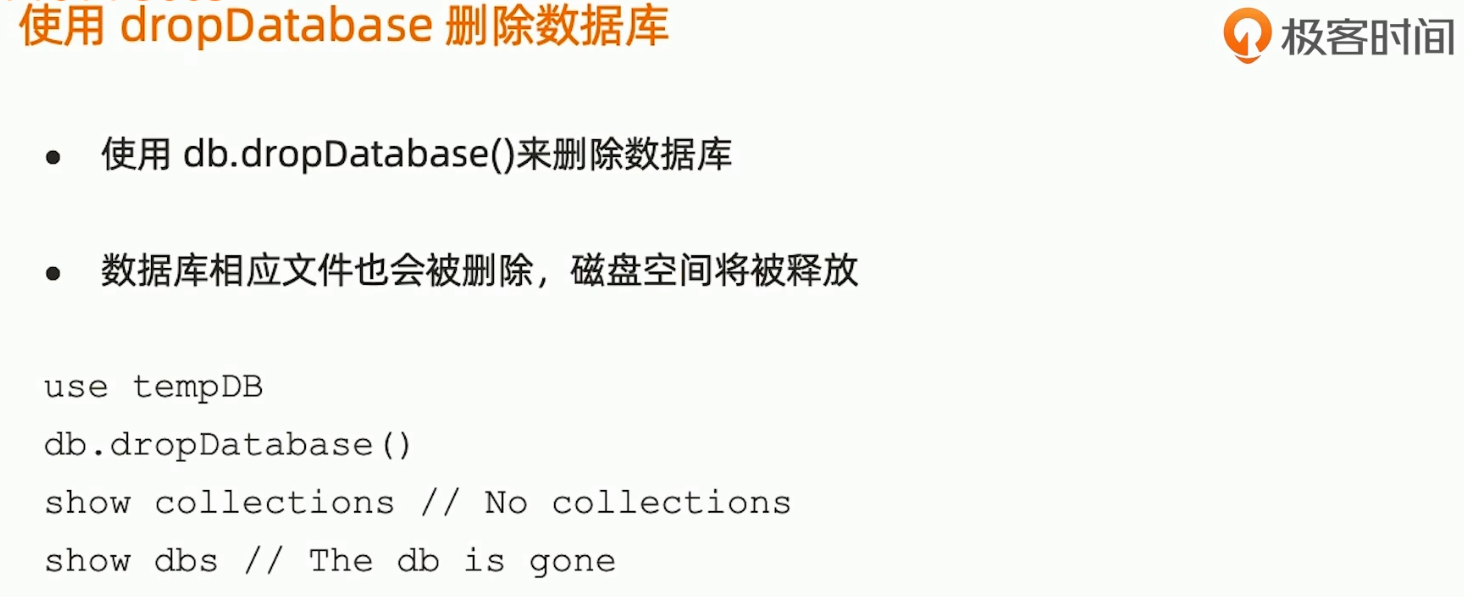 使用 dropDatabase 删除数据库
极客时间
• 使用 db.dropDatabase()来删除数据库
• 数据库相应文件也会被删除，磁盘空间将被释放
use tempDB
db.dropDatabase()
show collections // No collections
show dbs // The db is gone